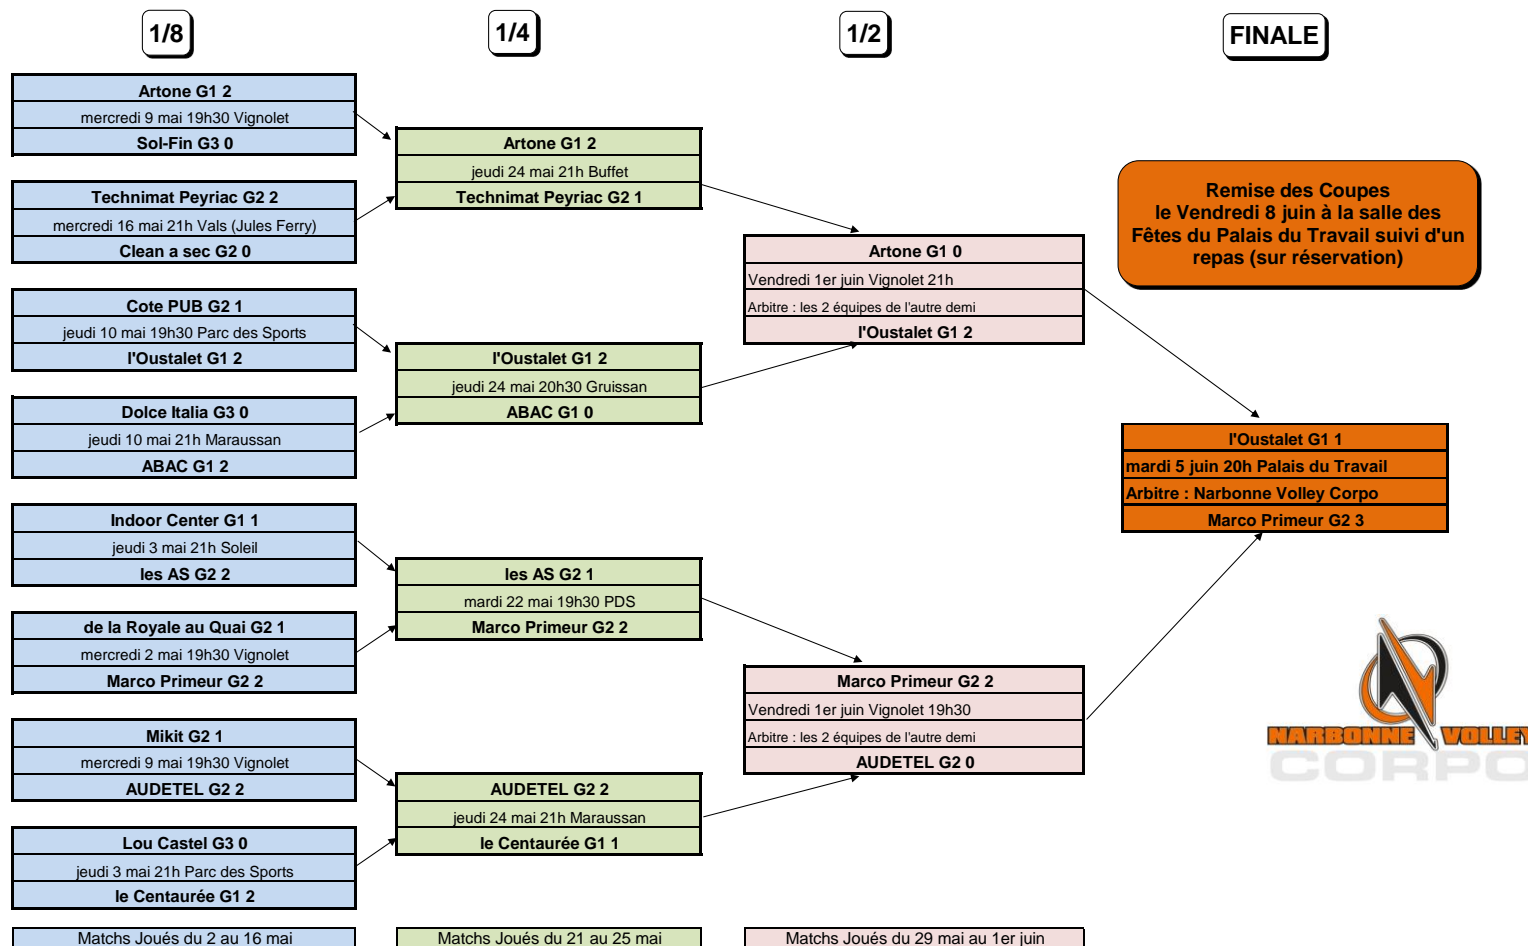 1/8
1/4
1/2
FINALE
Artone G1 2
mercredi 9 mai 19h30 Vignolet
Sol-Fin G3 0
Technimat Peyriac G2 2
mercredi 16 mai 21h Vals (Jules Ferry)
Clean a sec G2 0
Cote PUB G2 1
jeudi 10 mai 19h30 Parc des Sports
l'Oustalet G1 2
Dolce Italia G3 0
jeudi 10 mai 21h Maraussan
ABAC G1 2
Indoor Center G1 1
jeudi 3 mai 21h Soleil
les AS G2 2
de la Royale au Quai G2 1
mercredi 2 mai 19h30 Vignolet
Marco Primeur G2 2
Mikit G2 1
mercredi 9 mai 19h30 Vignolet
AUDETEL G2 2
Lou Castel G3 0
jeudi 3 mai 21h Parc des Sports
le Centaurée G1 2
Matchs Joués du 2 au 16 mai
Artone G1 2
jeudi 24 mai 21h Buffet
Technimat Peyriac G2 1
l'Oustalet G1 2
jeudi 24 mai 20h30 Gruissan
ABAC G1 0
les AS G2 1
mardi 22 mai 19h30 PDS
Marco Primeur G2 2
AUDETEL G2 2
jeudi 24 mai 21h Maraussan
le Centaurée G1 1
Matchs Joués du 21 au 25 mai
Artone G1 0
Vendredi 1er juin Vignolet 21h
Arbitre : les 2 équipes de l'autre demi
l'Oustalet G1 2
Marco Primeur G2 2
Vendredi 1er juin Vignolet 19h30
Arbitre : les 2 équipes de l'autre demi
AUDETEL G2 0
Matchs Joués du 29 mai au 1er juin
Remise des Coupes
le Vendredi 8 juin à la salle des
Fêtes du Palais du Travail suivi d'un
repas (sur réservation)
l'Oustalet G1 1
mardi 5 juin 20h Palais du Travail
Arbitre : Narbonne Volley Corpo
Marco Primeur G2 3
NARBONNE VOLLEY
CORPO